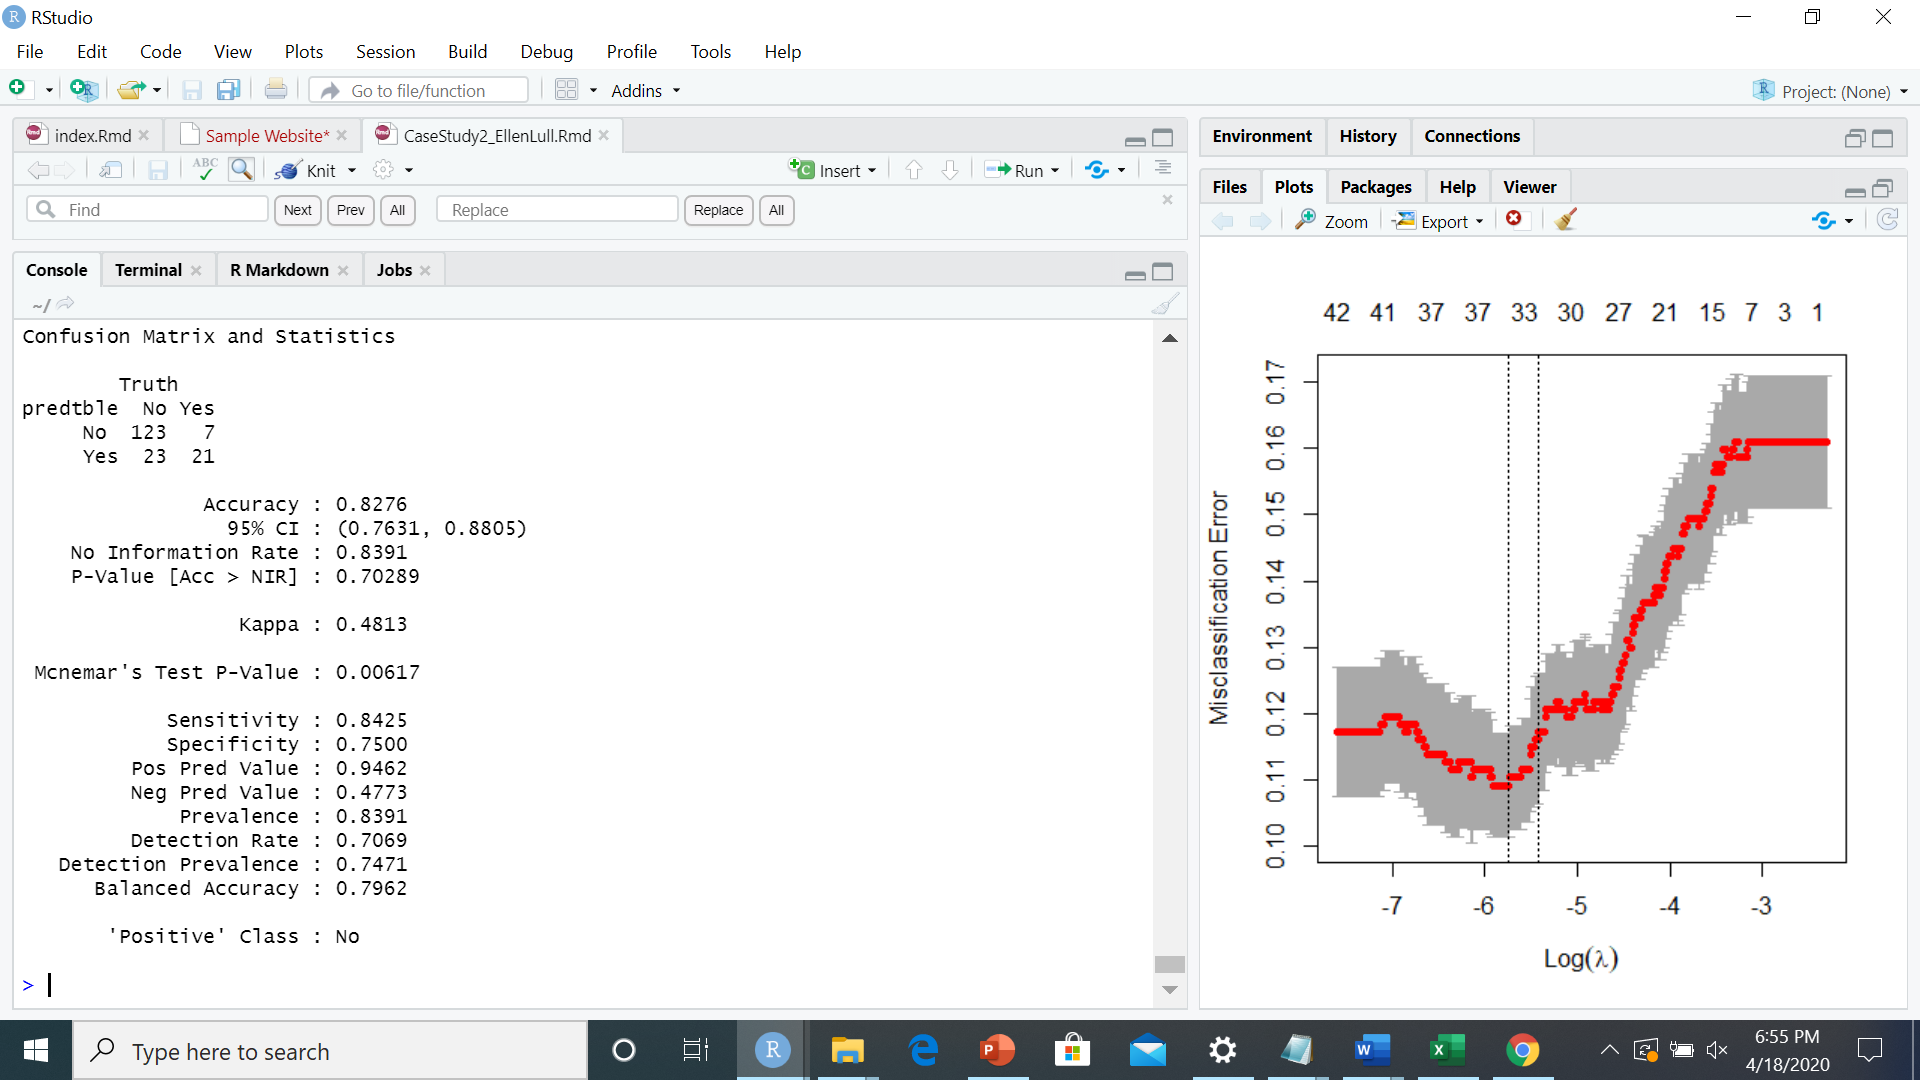 RStudio
File Edit Code View Plots Session Build Debug Profile Tools Help
Go to file/function Addins Project: (None)
index.Rmd Sample Website* CaseStudy2_EllenLull.Rmd
ABC Knit Insert Run
Find Next Prev All Replace Replace All
Console Terminal R Markdown Jobs
~/
Confusion Matrix and Statistics
Truth
predtble No Yes
No 123 7
Yes 23 21
Accuracy : 0.8276
95% CI : (0.7631, 0.8805)
No Information Rate : 0.8391
P-Value [Acc > NIR] : 0.70289
Kappa : 0.4813
Mcnemar's Test P-Value : 0.00617
Sensitivity : 0.8425
Specificity : 0.7500
Pos Pred Value : 0.9462
Neg Pred Value : 0.4773
Prevalence : 0.8391
Detection Rate : 0.7069
Detection Prevalence : 0.7471
Balanced Accuracy : 0.7962
'Positive' Class : No
>
Environment History Connections
Files Plots Packages Help Viewer
Zoom Export
42 41 37 37 33 30 27 21 15 7 3 1
0.17
0.16
0.15
0.14
0.13
0.12
0.11
0.10
Misclassification Error
-7 -6 -5 -4 -3
Log(λ)
Type here to search
6:55 PM
4/18/2020